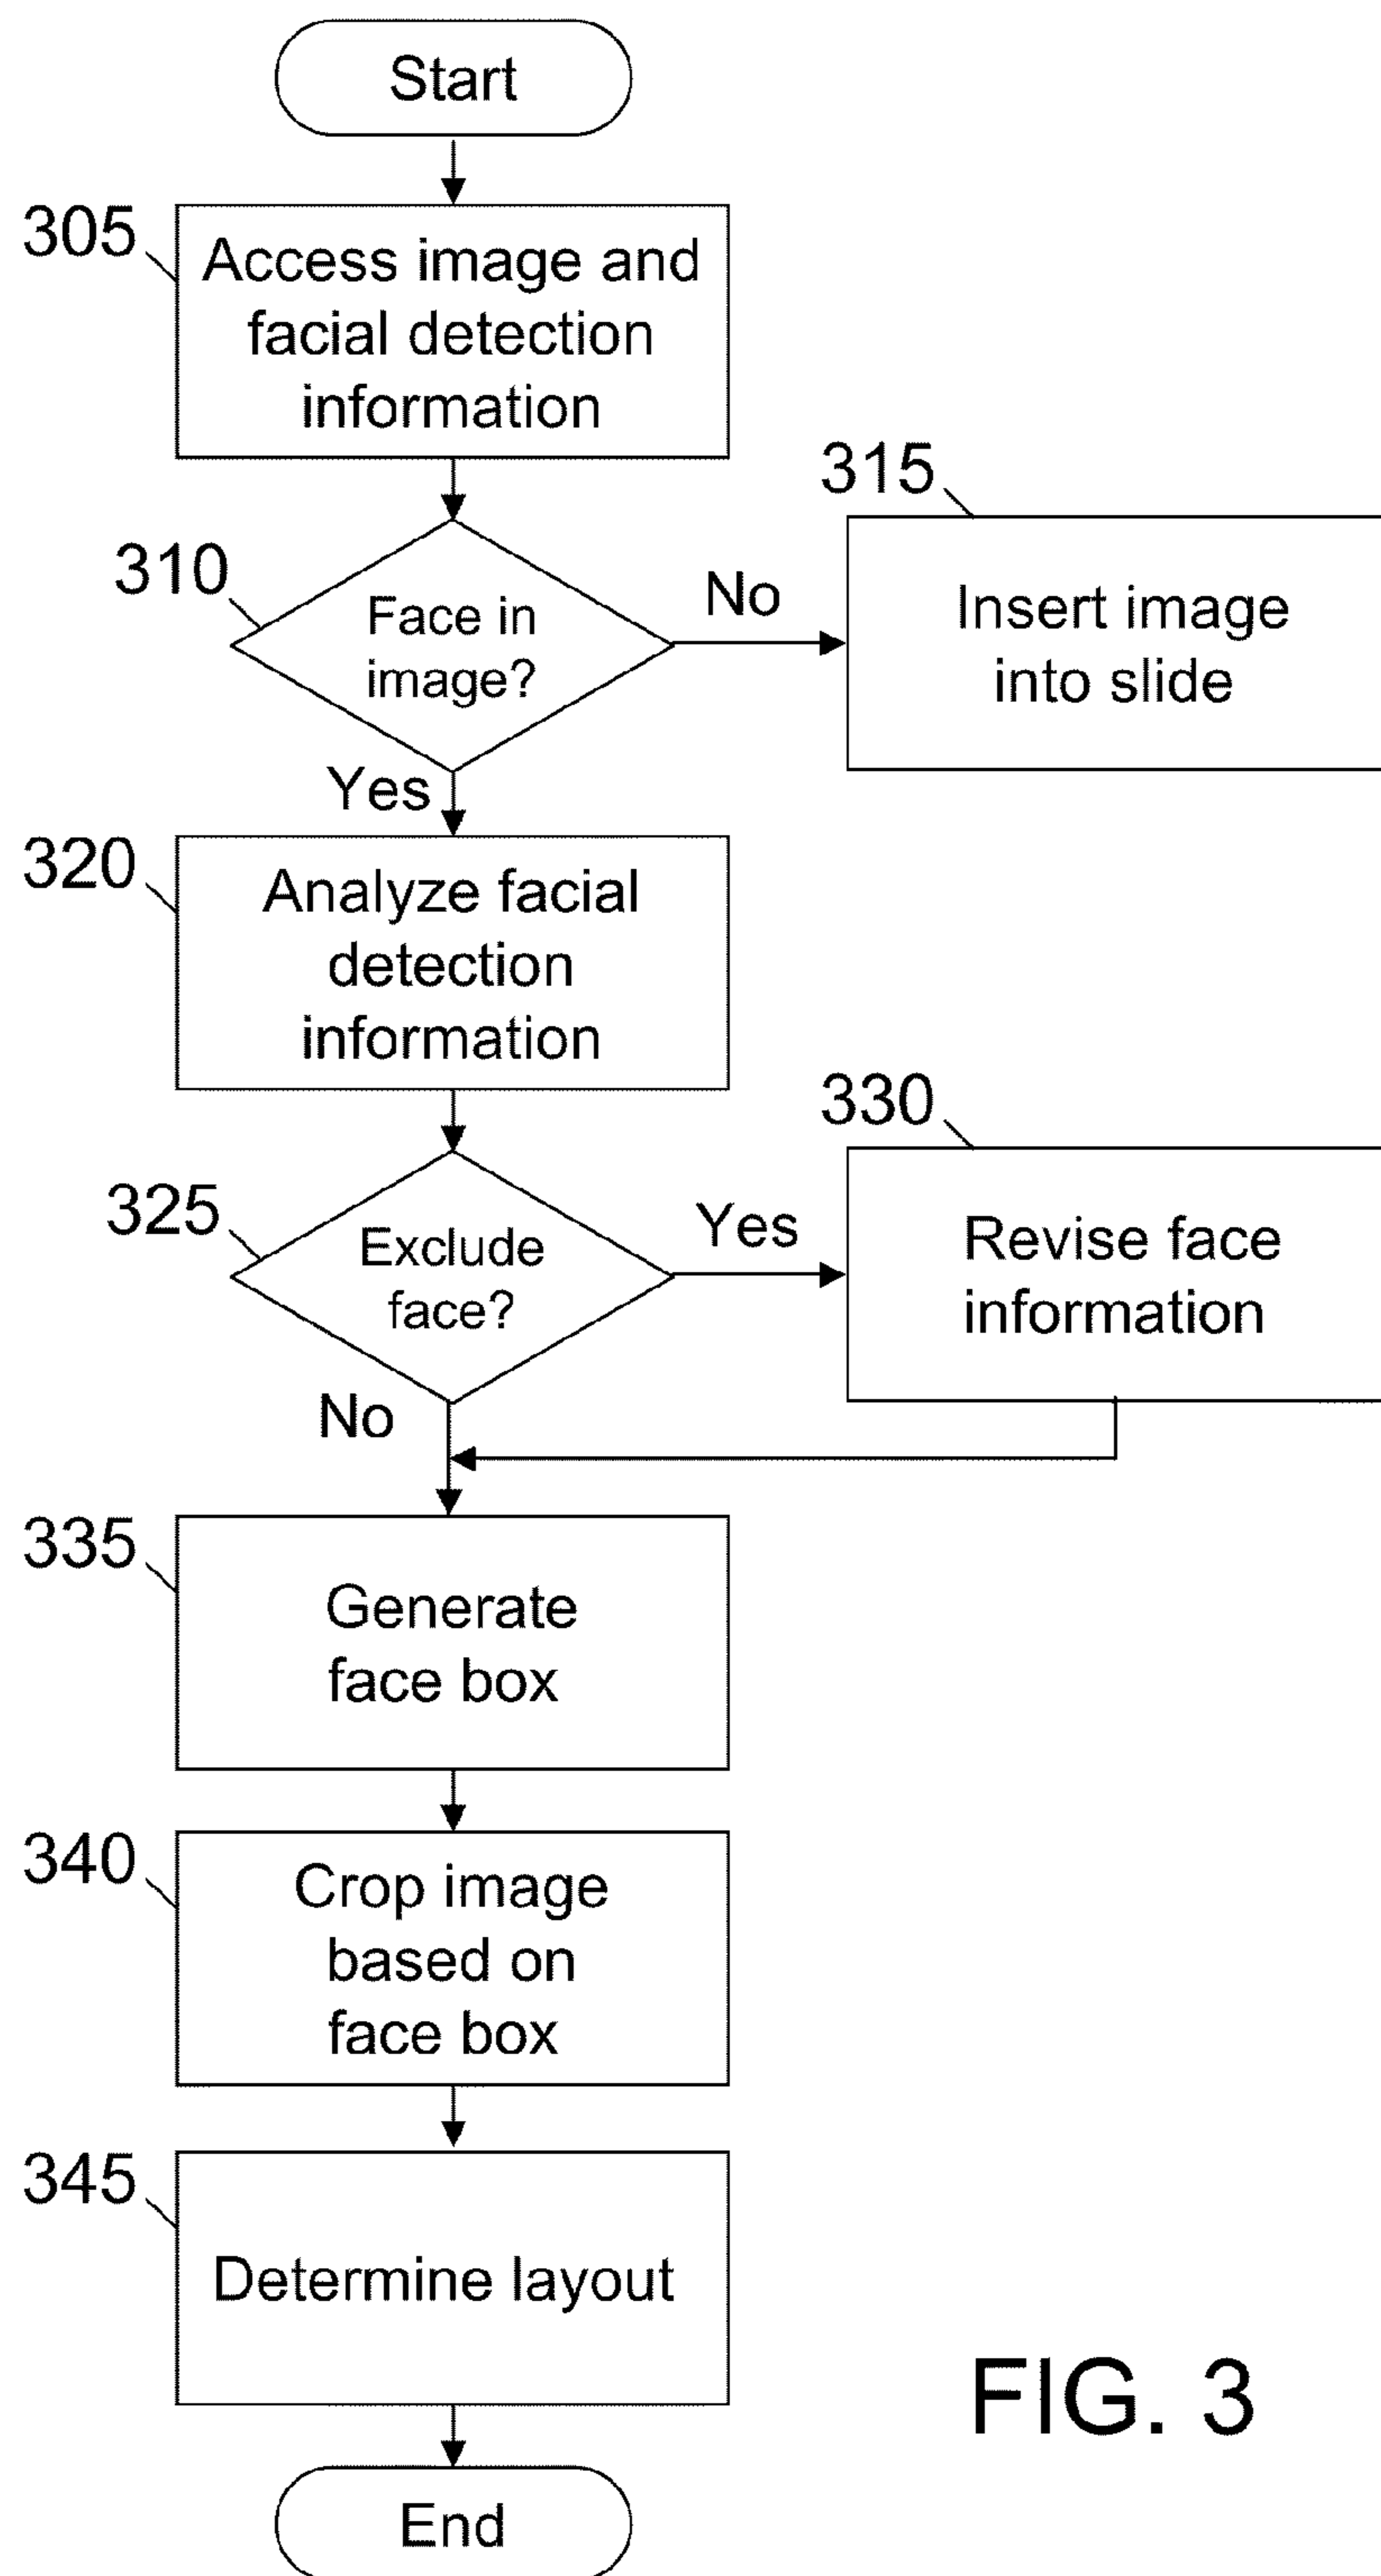 Start
305
Access image and
facial detection
information
310
Face in
image?
No
315
Insert image
into slide
Yes
320
Analyze facial
detection
information
325
Exclude
face?
Yes
330
Revise face
information
No
335
Generate
face box
340
Crop image
based on
face box
345
Determine layout
End
FIG. 3